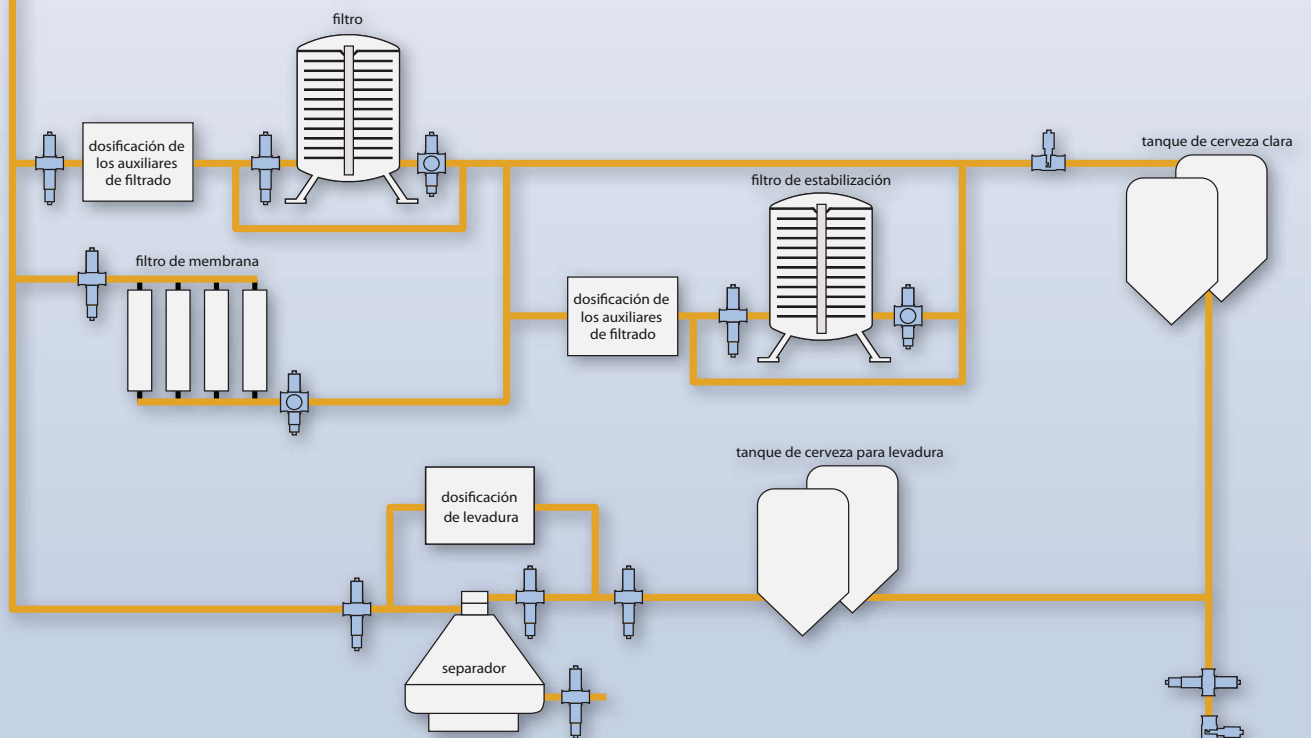 filtro
dosificación de
los auxiliares
de filtrado
tanque de cerveza clara
filtro de estabilización
filtro de membrana
dosificación de
los auxiliares
de filtrado
tanque de cerveza para levadura
dosificación
de levadura
separador